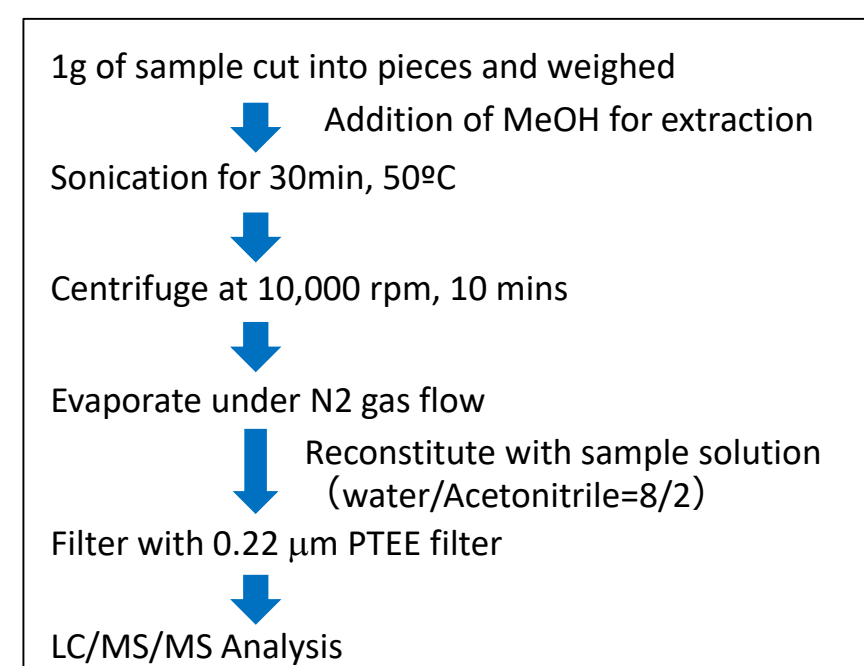 1g of sample cut into pieces and weighed
Addition of MeOH for extraction
Sonication for 30min, 50ºC
Centrifuge at 10,000 rpm, 10 mins
Evaporate under N2 gas flow
Reconstitute with sample solution
（water/Acetonitrile=8/2）
Filter with 0.22 μm PTEE filter
LC/MS/MS Analysis